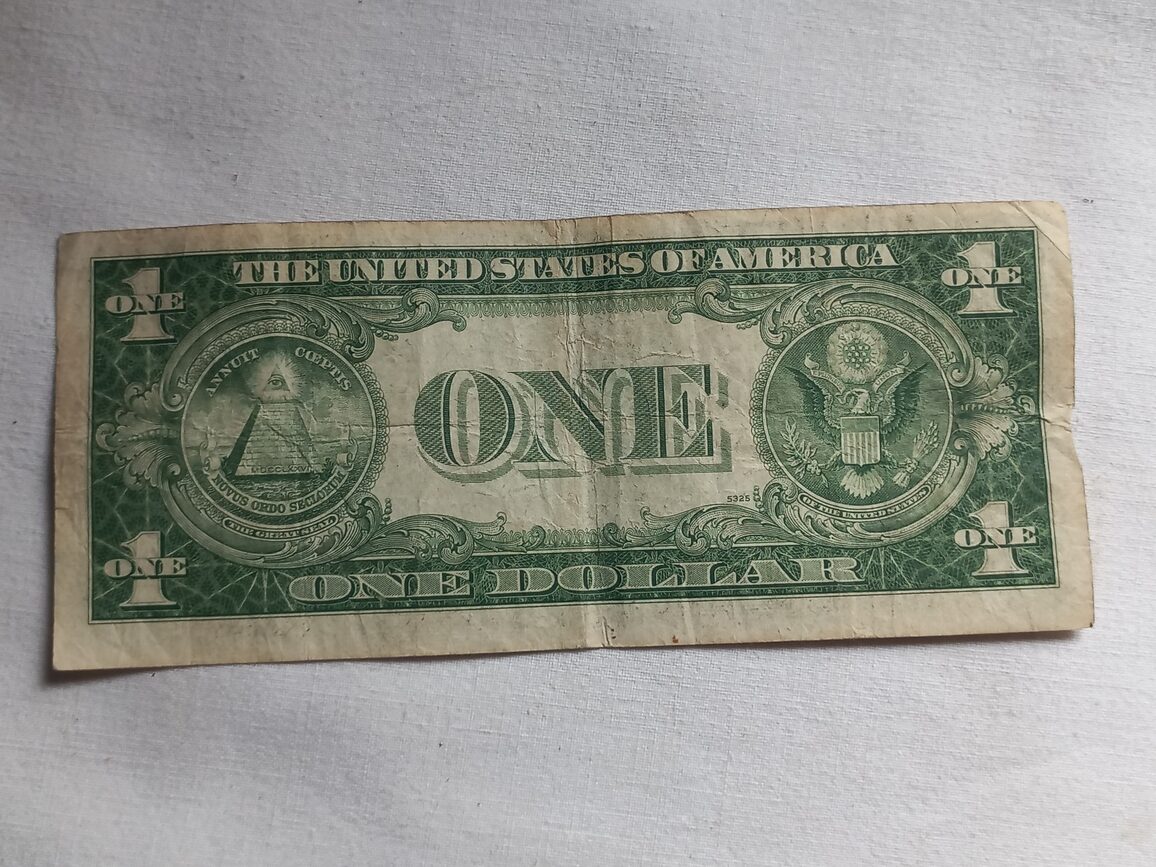 THE UNITED STATES OF AMERICA
ONE 1
ONE 1
ANNUIT CŒPTIS
MDCCLXXVI
NOVUS ORDO SECLORUM
THE GREAT SEAL
ONE
5325
OF THE UNITED STATES
ONE 1
ONE DOLLAR
ONE 1